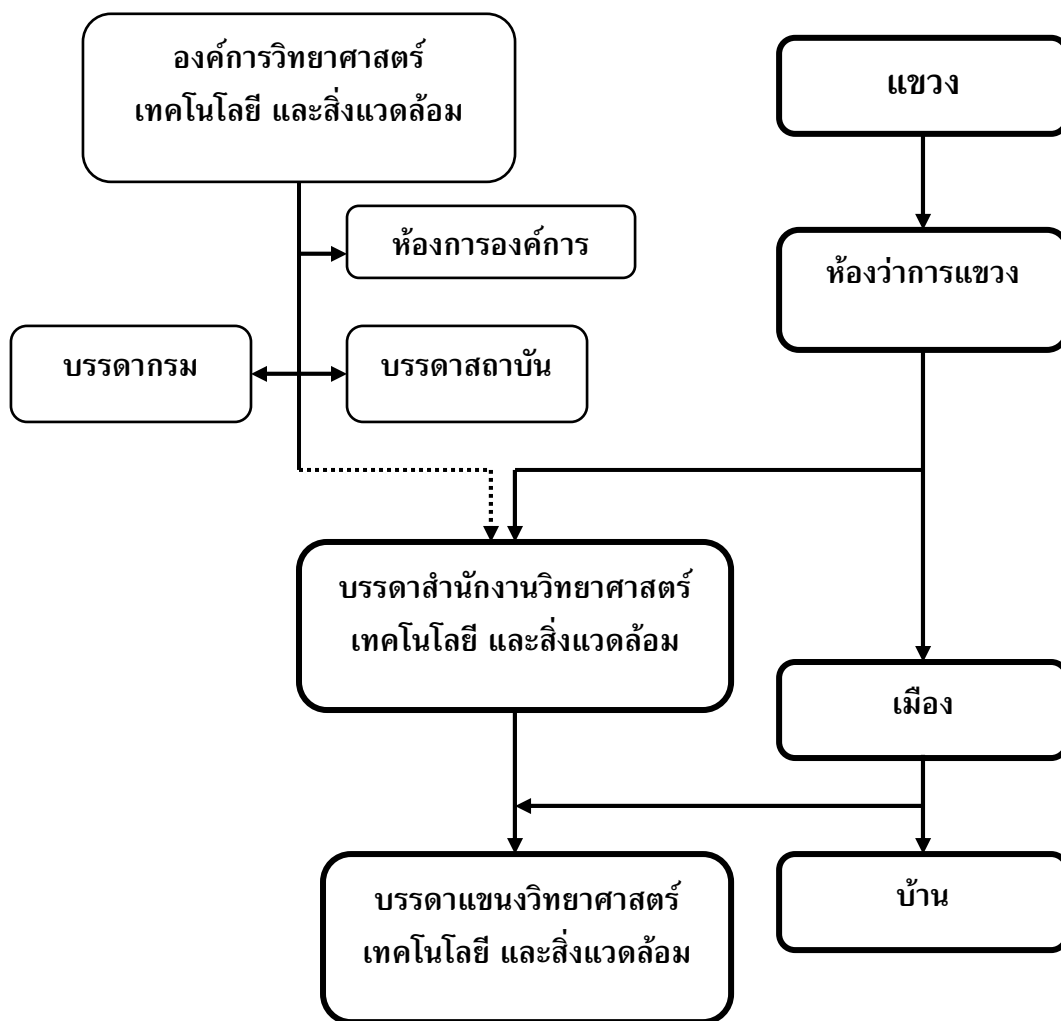 องค์การวิทยาศาสตร์
เทคโนโลยี และสิ่งแวดล้อม
แขวง
ห้องการองค์การ
ห้องว่าการแขวง
บรรดากรม
บรรดาสถาบัน
บรรดาสำนักงานวิทยาศาสตร์
เทคโนโลยี และสิ่งแวดล้อม
เมือง
บรรดาแขนงวิทยาศาสตร์
เทคโนโลยี และสิ่งแวดล้อม
บ้าน